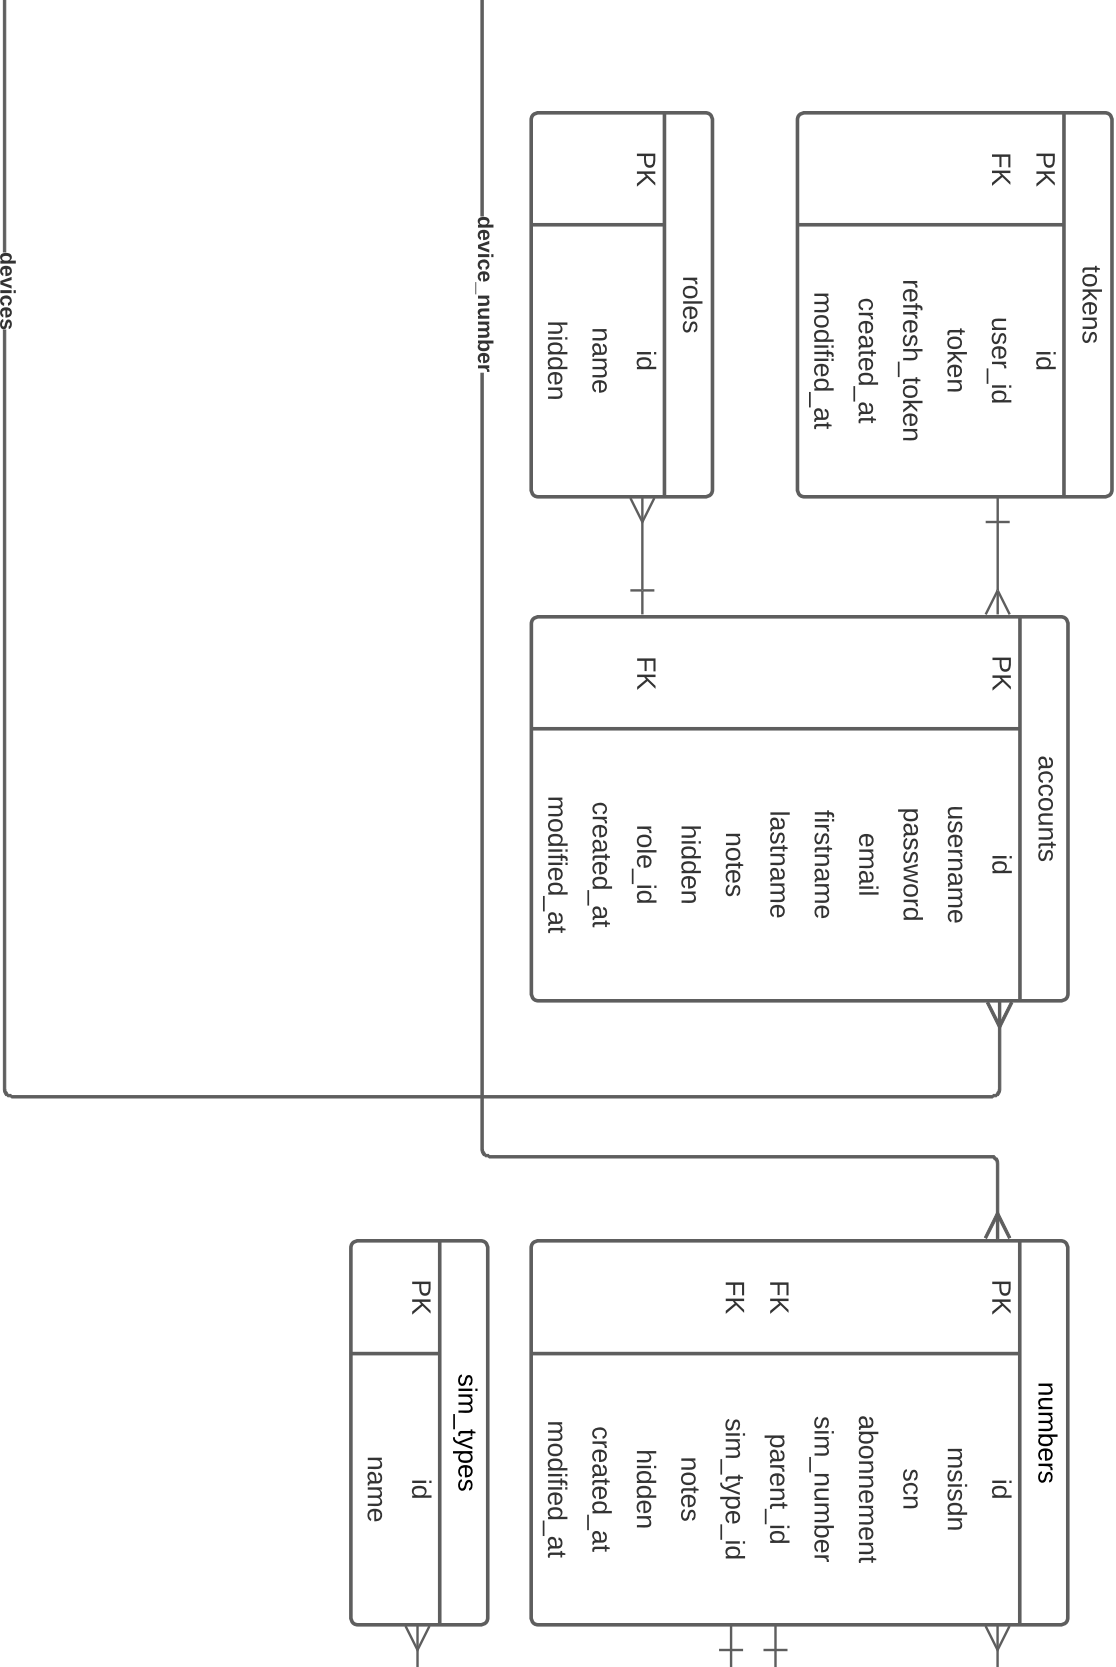 tokens
PK id
FK user_id
token
refresh_token
created_at
modified_at
roles
PK id
name
hidden
accounts
PK id
username
password
email
firstname
lastname
notes
hidden
FK role_id
created_at
modified_at
numbers
PK id
msisdn
scn
abonnement
sim_number
FK parent_id
FK sim_type_id
notes
hidden
created_at
modified_at
sim_types
PK id
name
device_number
devices